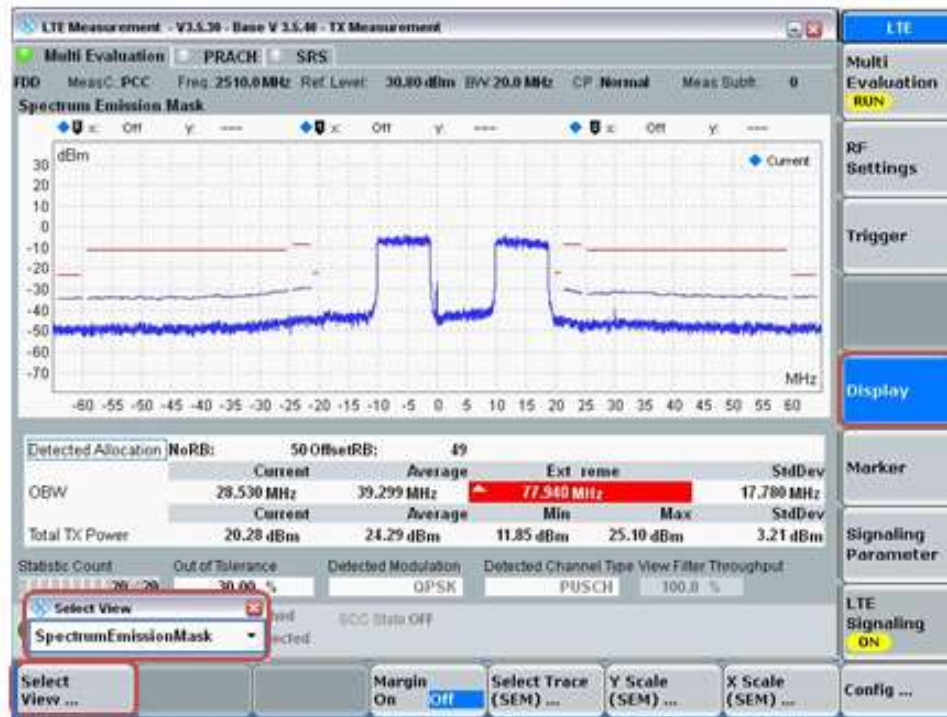 LTE Measurement - V3.5.30 - Base V 3.5.40 - TX Measurement
LTE
Multi Evaluation PRACH SRS
FDD MeasC: PCC Freq: 2510.0 MHz Ref. Level: 30.80 dBm BW: 20.0 MHz CP: Normal Meas Subfr.: 0
Spectrum Emission Mask
x: Off y: --- x: Off y: --- x: Off y: ---
dBm
Current
30
20
10
0
-10
-20
-30
-40
-50
-60
-70
MHz
-60 -55 -50 -45 -40 -35 -30 -25 -20 -15 -10 -5 0 5 10 15 20 25 30 35 40 45 50 55 60
Detected Allocation NoRB: 50 OffsetRB: 49
Current Average Ext reme StdDev
OBW 28.530 MHz 39.299 MHz 77.940 MHz 17.780 MHz
Current Average Min Max StdDev
Total TX Power 20.28 dBm 24.29 dBm 11.85 dBm 25.10 dBm 3.21 dBm
Statistic Count Out of Tolerance Detected Modulation Detected Channel Type View Filter Throughput
20 / 20 30.00 % QPSK PUSCH 100.0 %
Select View
SCC State OFF
SpectrumEmissionMask
Select View ...
Margin On Off
Select Trace (SEM) ...
Y Scale (SEM) ...
X Scale (SEM) ...
Multi Evaluation
RUN
RF Settings
Trigger
Display
Marker
Signaling Parameter
LTE Signaling
ON
Config ...